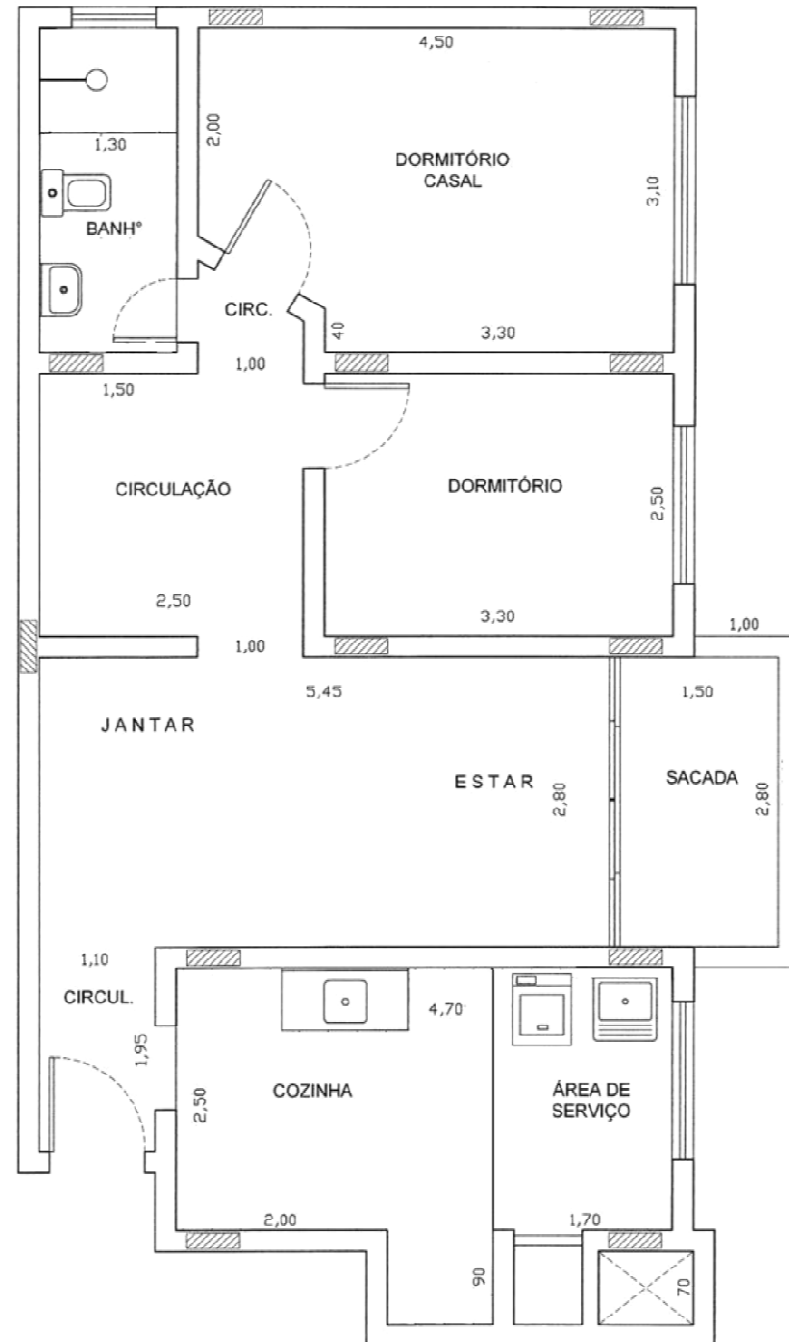 4,50
2,00
DORMITÓRIO
CASAL
1,30
3,10
BANHº
CIRC.
40
3,30
1,00
1,50
CIRCULAÇÃO
DORMITÓRIO
2,50
2,50
3,30
1,00
1,00
5,45
1,50
JANTAR
ESTAR
SACADA
2,80
2,80
1,10
CIRCUL.
4,70
1,95
COZINHA
2,50
ÁREA DE
SERVIÇO
2,00
1,70
90
70